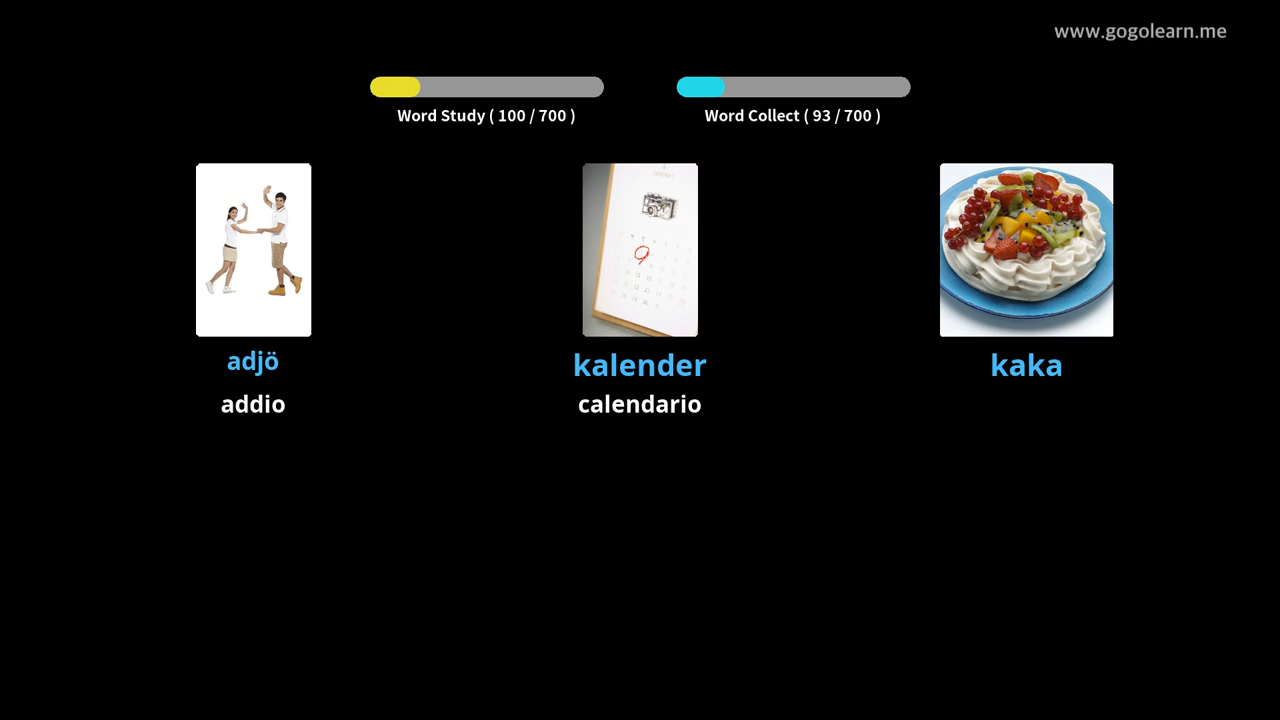 www.gogolearn.me
Word Study ( 100 / 700 )
Word Collect ( 93 / 700 )
adjö
kalender
kaka
addio
calendario